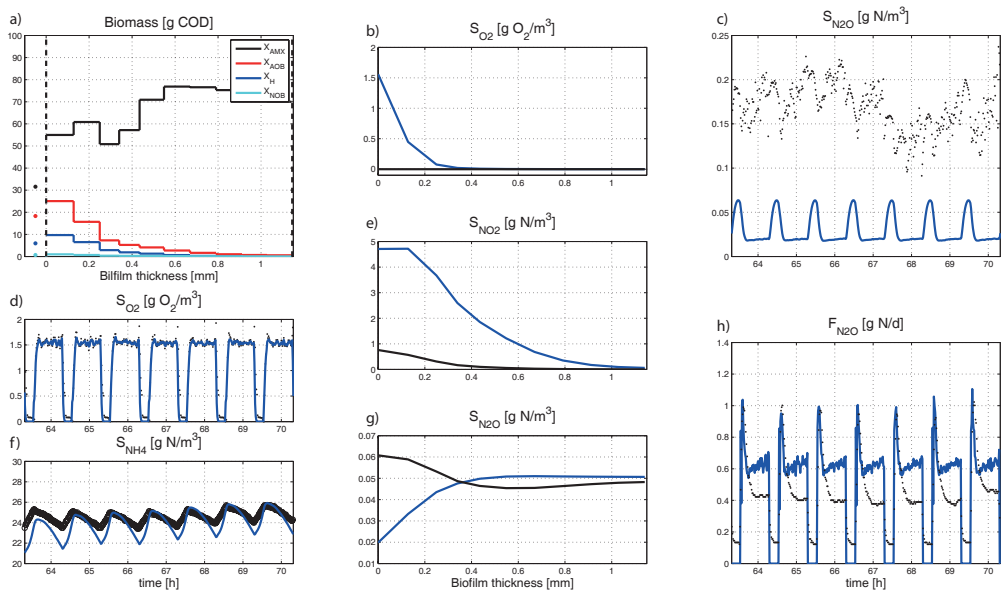 a) Biomass [g COD]
100
90
80
70
60
50
40
30
20
10
0
X_AMX
X_AOB
X_H
X_NOB
0 0.2 0.4 0.6 0.8 1
Bilfilm thickness [mm]
b) S_O2 [g O_2/m^3]
2
1.5
1
0.5
0
0 0.2 0.4 0.6 0.8 1
c) S_N2O [g N/m^3]
0.25
0.2
0.15
0.1
0.05
0
64 65 66 67 68 69 70
d) S_O2 [g O_2/m^3]
2
1.5
1
0.5
0
64 65 66 67 68 69 70
e) S_NO2 [g N/m^3]
5
4
3
2
1
0
0 0.2 0.4 0.6 0.8 1
f) S_NH4 [g N/m^3]
30
28
26
24
22
20
64 65 66 67 68 69 70
time [h]
g) S_N2O [g N/m^3]
0.07
0.06
0.05
0.04
0.03
0.02
0.01
0 0.2 0.4 0.6 0.8 1
Biofilm thickness [mm]
h) F_N2O [g N/d]
1.4
1.2
1
0.8
0.6
0.4
0.2
0
64 65 66 67 68 69 70
time [h]